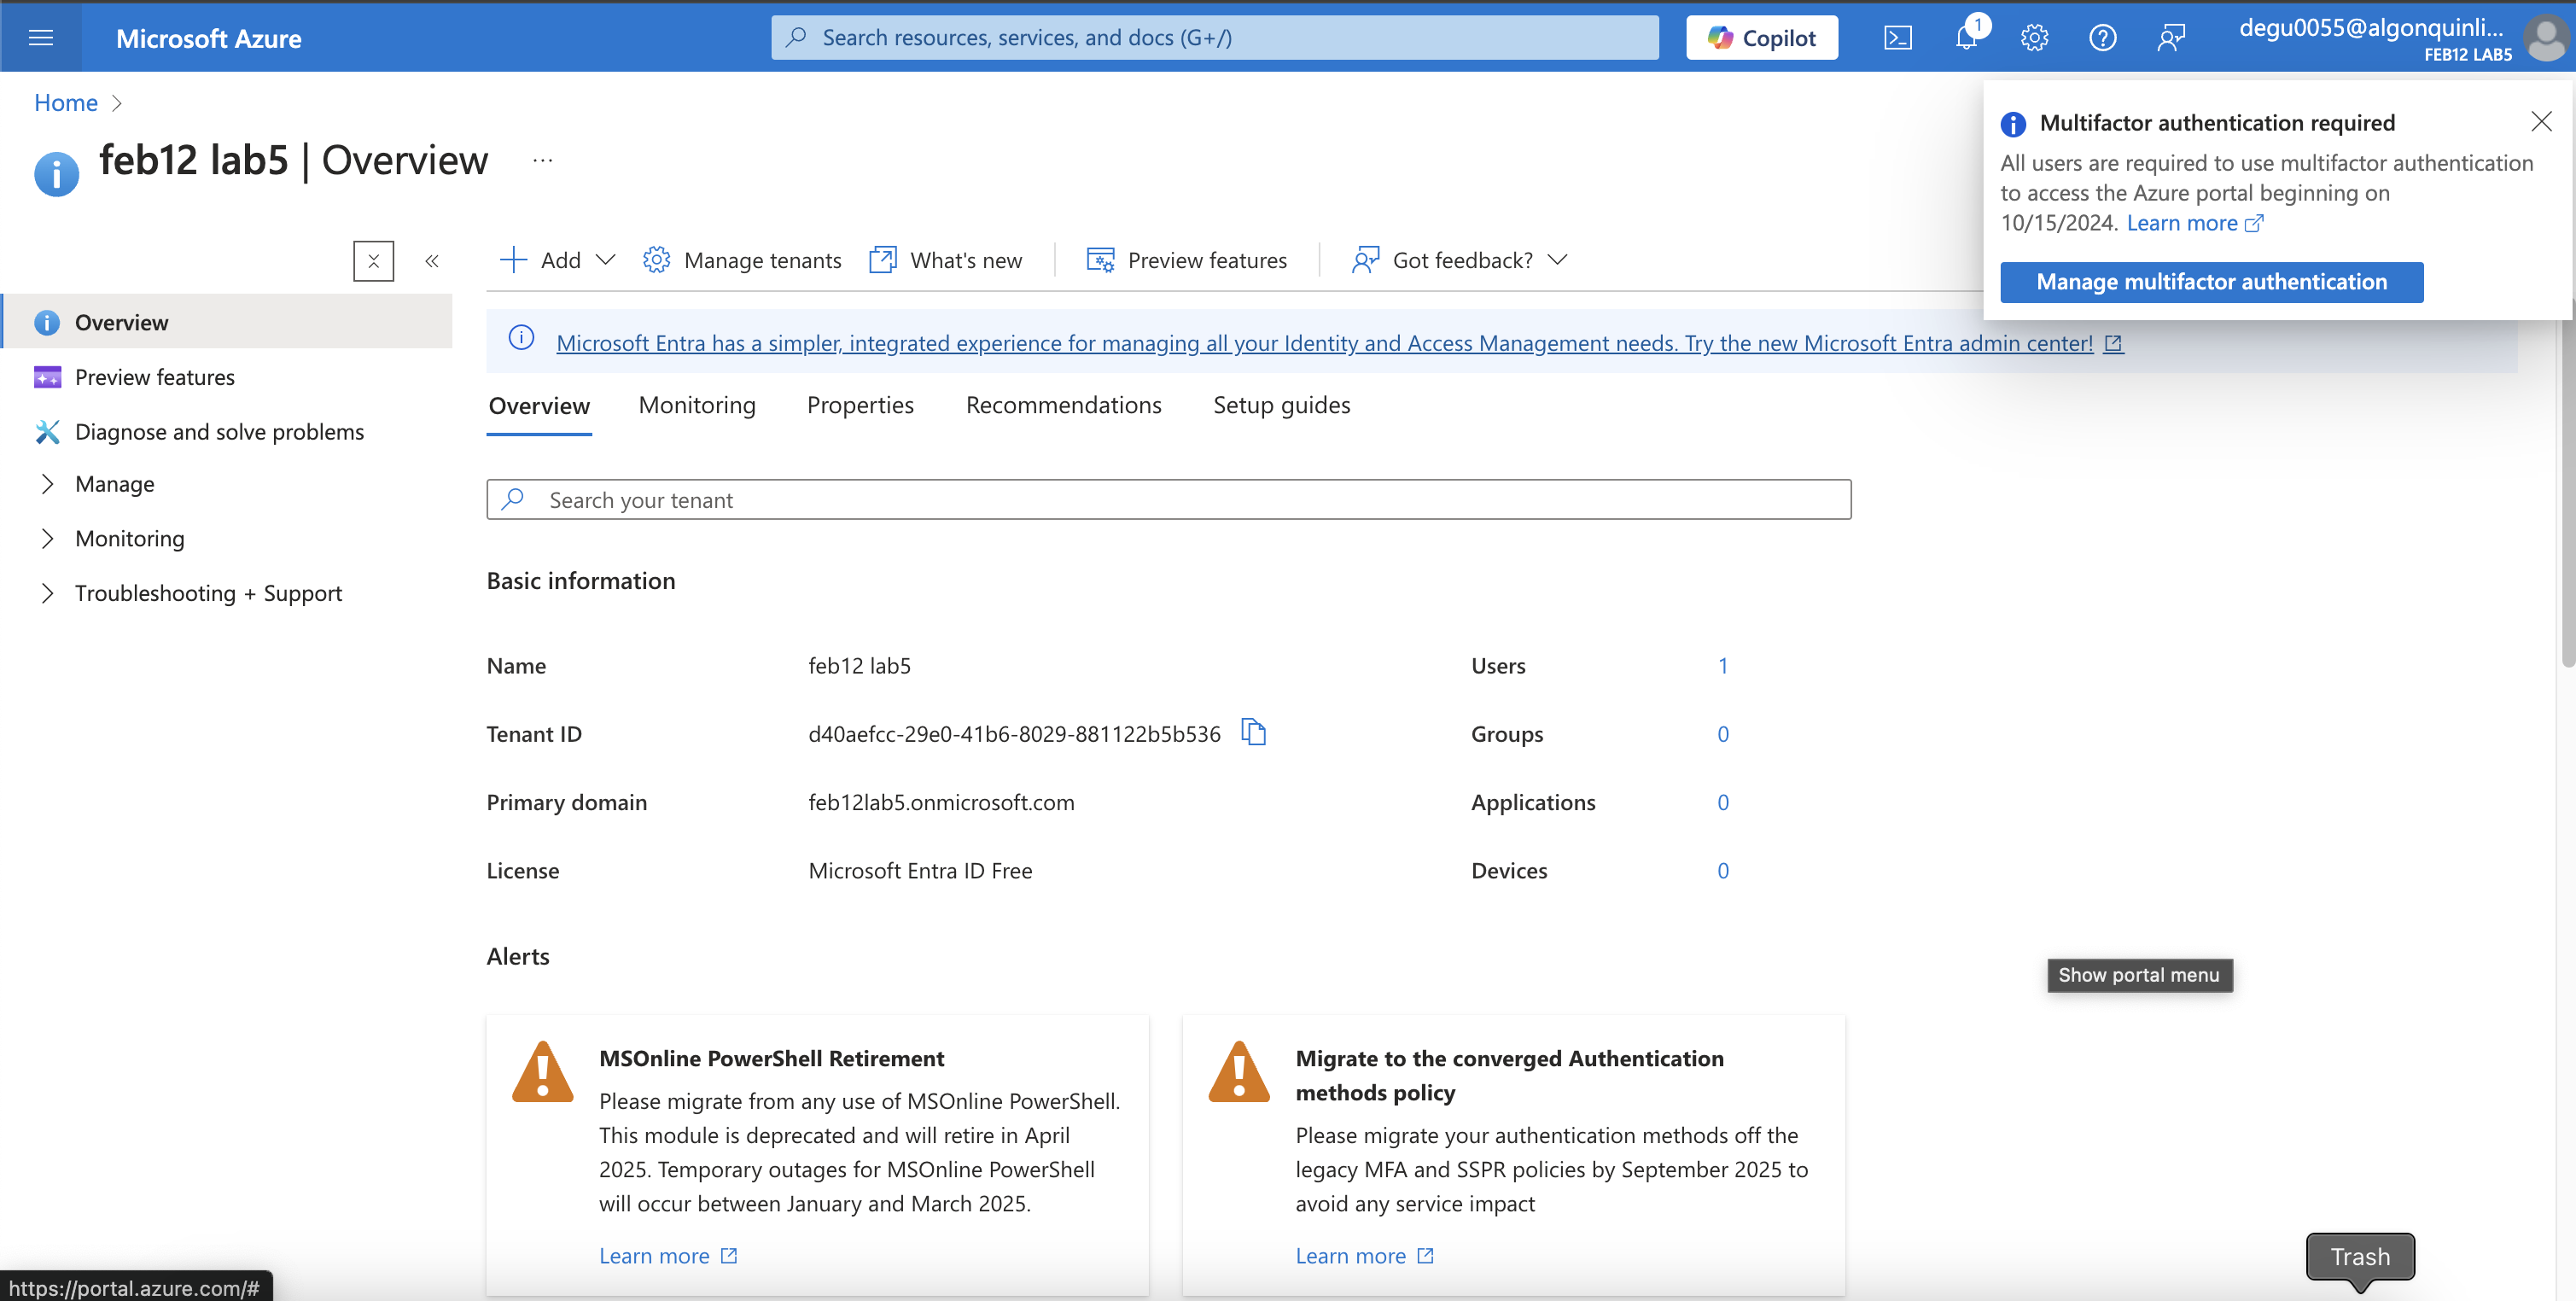 Microsoft Azure
Search resources, services, and docs (G+/)
Copilot
1
degu0055@algonquinli...
FEB12 LAB5
Home
feb12 lab5 | Overview
...
Multifactor authentication required
All users are required to use multifactor authentication
to access the Azure portal beginning on
10/15/2024. Learn more
Manage multifactor authentication
Add
Manage tenants
What's new
Preview features
Got feedback?
Overview
Preview features
Diagnose and solve problems
Manage
Monitoring
Troubleshooting + Support
Microsoft Entra has a simpler, integrated experience for managing all your Identity and Access Management needs. Try the new Microsoft Entra admin center!
Overview
Monitoring
Properties
Recommendations
Setup guides
Search your tenant
Basic information
Name
feb12 lab5
Users
1
Tenant ID
d40aefcc-29e0-41b6-8029-881122b5b536
Groups
0
Primary domain
feb12lab5.onmicrosoft.com
Applications
0
License
Microsoft Entra ID Free
Devices
0
Alerts
Show portal menu
MSOnline PowerShell Retirement
Please migrate from any use of MSOnline PowerShell.
This module is deprecated and will retire in April
2025. Temporary outages for MSOnline PowerShell
will occur between January and March 2025.
Learn more
Migrate to the converged Authentication
methods policy
Please migrate your authentication methods off the
legacy MFA and SSPR policies by September 2025 to
avoid any service impact
Learn more
Trash
https://portal.azure.com/#